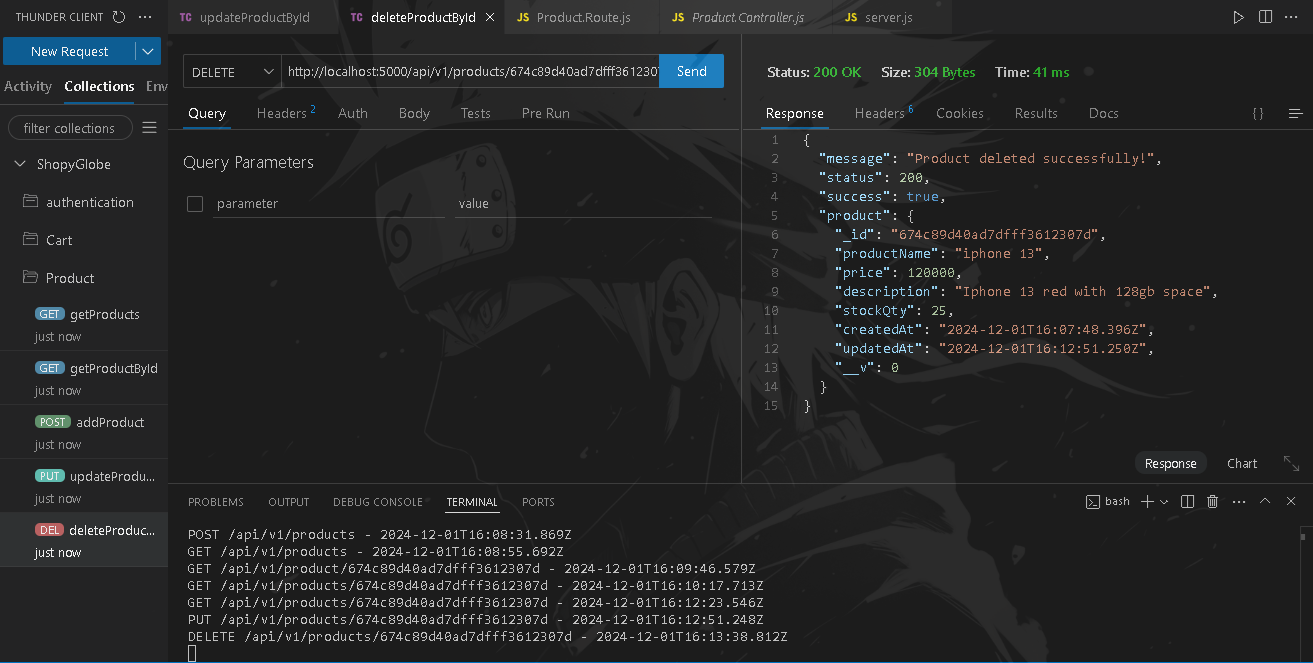 THUNDER CLIENT
New Request
Activity Collections Env
filter collections
ShopyGlobe
authentication
Cart
Product
GET getProducts
just now
GET getProductById
just now
POST addProduct
just now
PUT updateProdu...
just now
DEL deleteProduc...
just now
TC updateProductById
TC deleteProductById
JS Product.Route.js
JS Product.Controller.js
JS server.js
DELETE http://localhost:5000/api/v1/products/674c89d40ad7dfff3612307 Send
Query Headers 2 Auth Body Tests Pre Run
Query Parameters
parameter value
Status: 200 OK Size: 304 Bytes Time: 41 ms
Response Headers 6 Cookies Results Docs {}
1 {
2 "message": "Product deleted successfully!",
3 "status": 200,
4 "success": true,
5 "product": {
6 "_id": "674c89d40ad7dfff3612307d",
7 "productName": "iphone 13",
8 "price": 120000,
9 "description": "Iphone 13 red with 128gb space",
10 "stockQty": 25,
11 "createdAt": "2024-12-01T16:07:48.396Z",
12 "updatedAt": "2024-12-01T16:12:51.250Z",
13 "__v": 0
14 }
15 }
Response Chart
PROBLEMS OUTPUT DEBUG CONSOLE TERMINAL PORTS
bash
POST /api/v1/products - 2024-12-01T16:08:31.869Z
GET /api/v1/products - 2024-12-01T16:08:55.692Z
GET /api/v1/product/674c89d40ad7dfff3612307d - 2024-12-01T16:09:46.579Z
GET /api/v1/products/674c89d40ad7dfff3612307d - 2024-12-01T16:10:17.713Z
GET /api/v1/products/674c89d40ad7dfff3612307d - 2024-12-01T16:12:23.546Z
PUT /api/v1/products/674c89d40ad7dfff3612307d - 2024-12-01T16:12:51.248Z
DELETE /api/v1/products/674c89d40ad7dfff3612307d - 2024-12-01T16:13:38.812Z